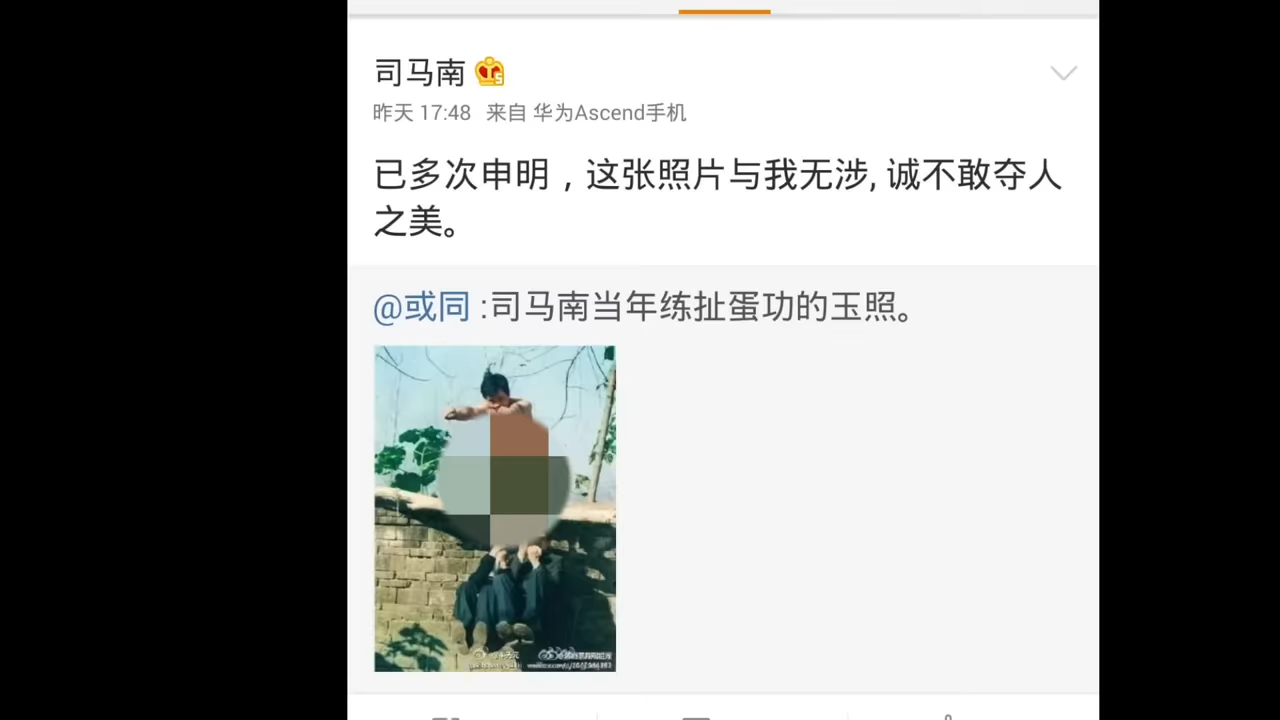 司马南
昨天 17:48 来自 华为Ascend手机
已多次申明，这张照片与我无涉, 诚不敢夺人
之美。
@或同 :司马南当年练扯蛋功的玉照。